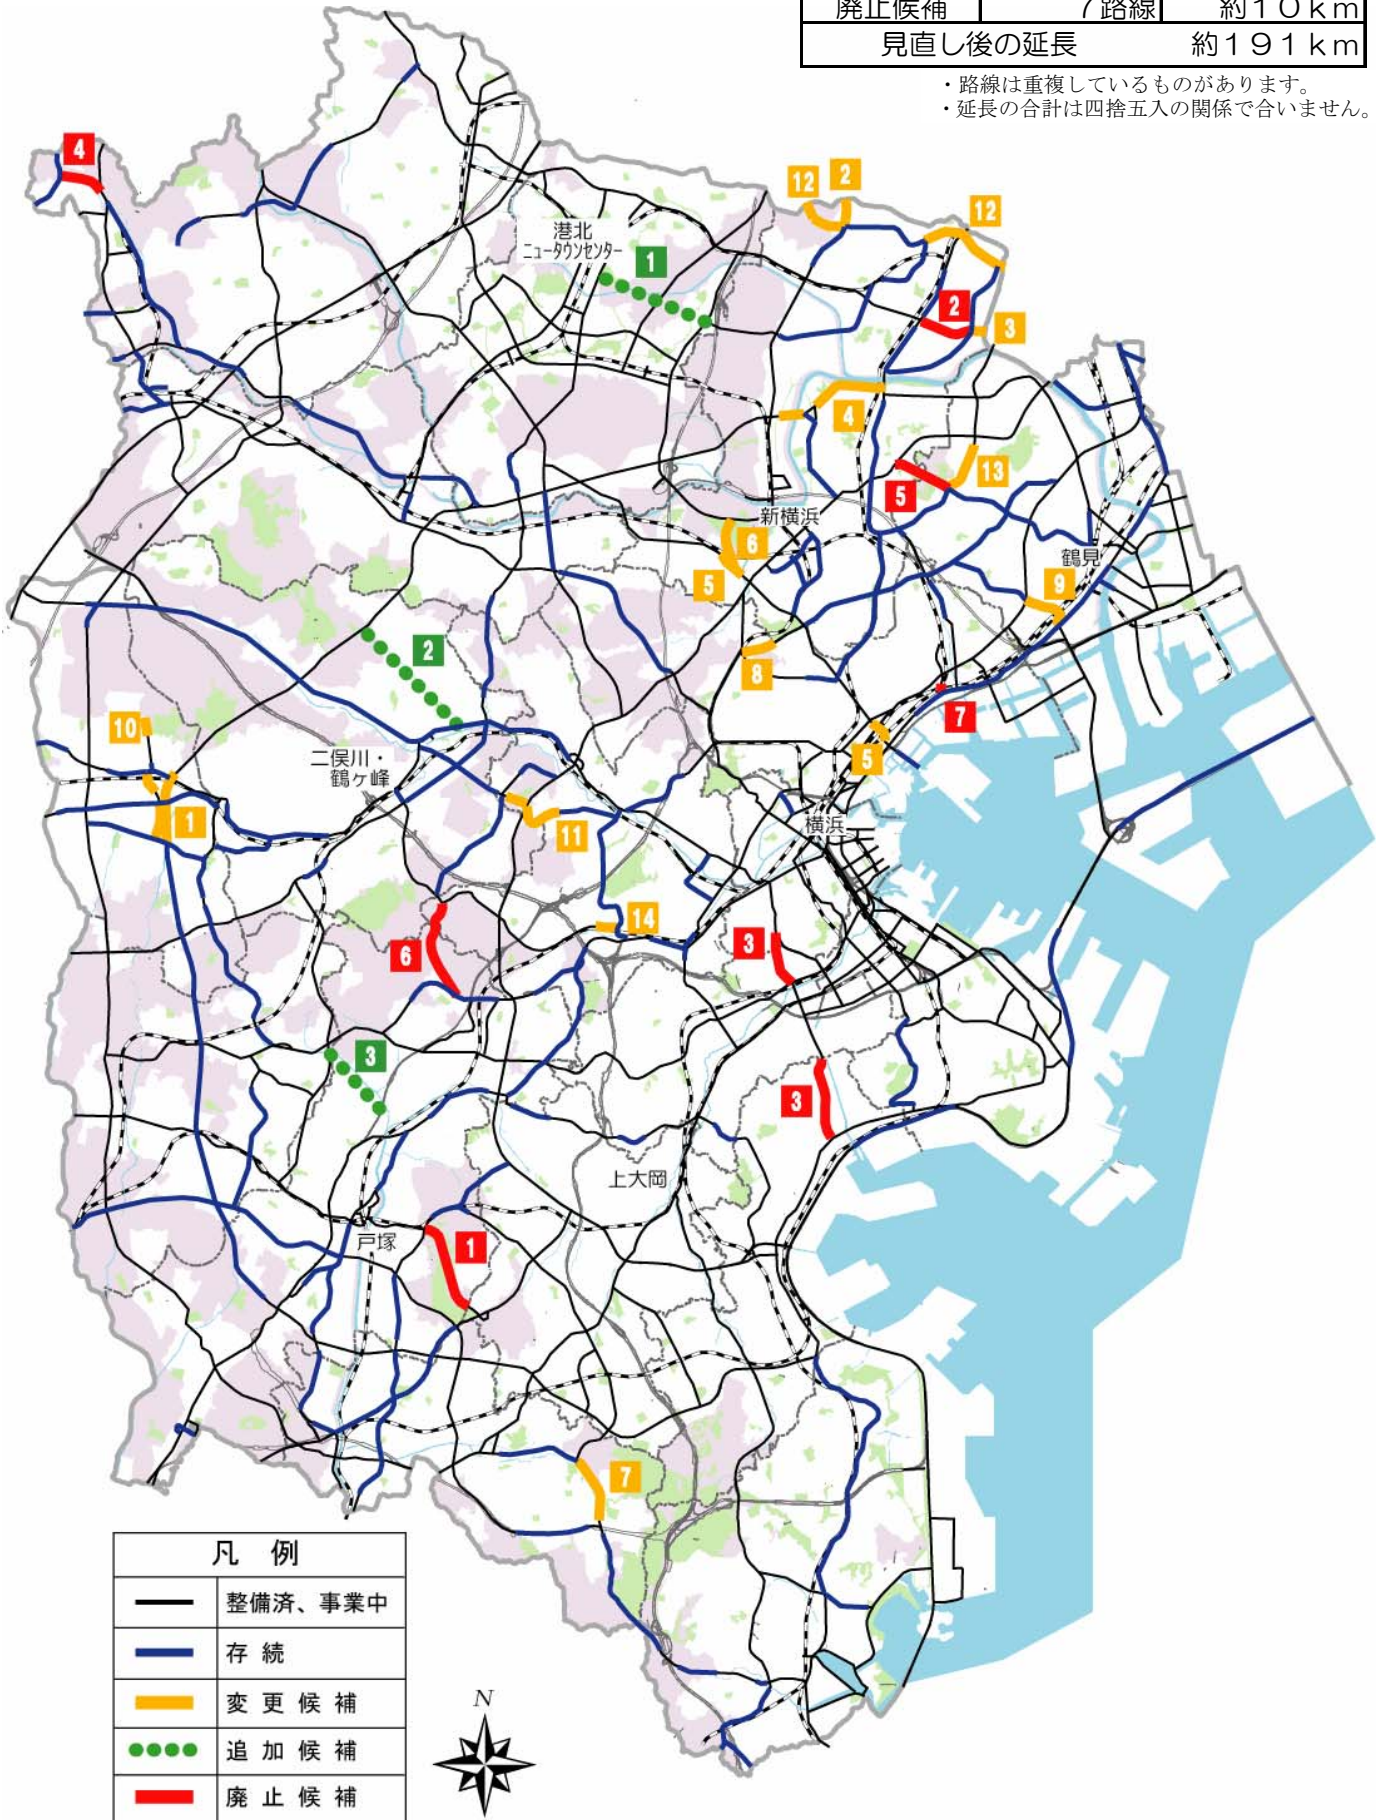 廃止候補 7路線 約10km
見直し後の延長 約191km
・路線は重複しているものがあります。
・延長の合計は四捨五入の関係で合いません。
4
12 2
12
港北
ニュータウンセンター
1
2
3
4
13
5
新横浜
6
5
鶴見
9
2
8
7
10
5
二俣川・
鶴ヶ峰
1
11
横浜
14
3
6
3
3
上大岡
戸塚
1
7
凡 例
整備済、事業中
存 続
変 更 候 補
追 加 候 補
廃 止 候 補
N